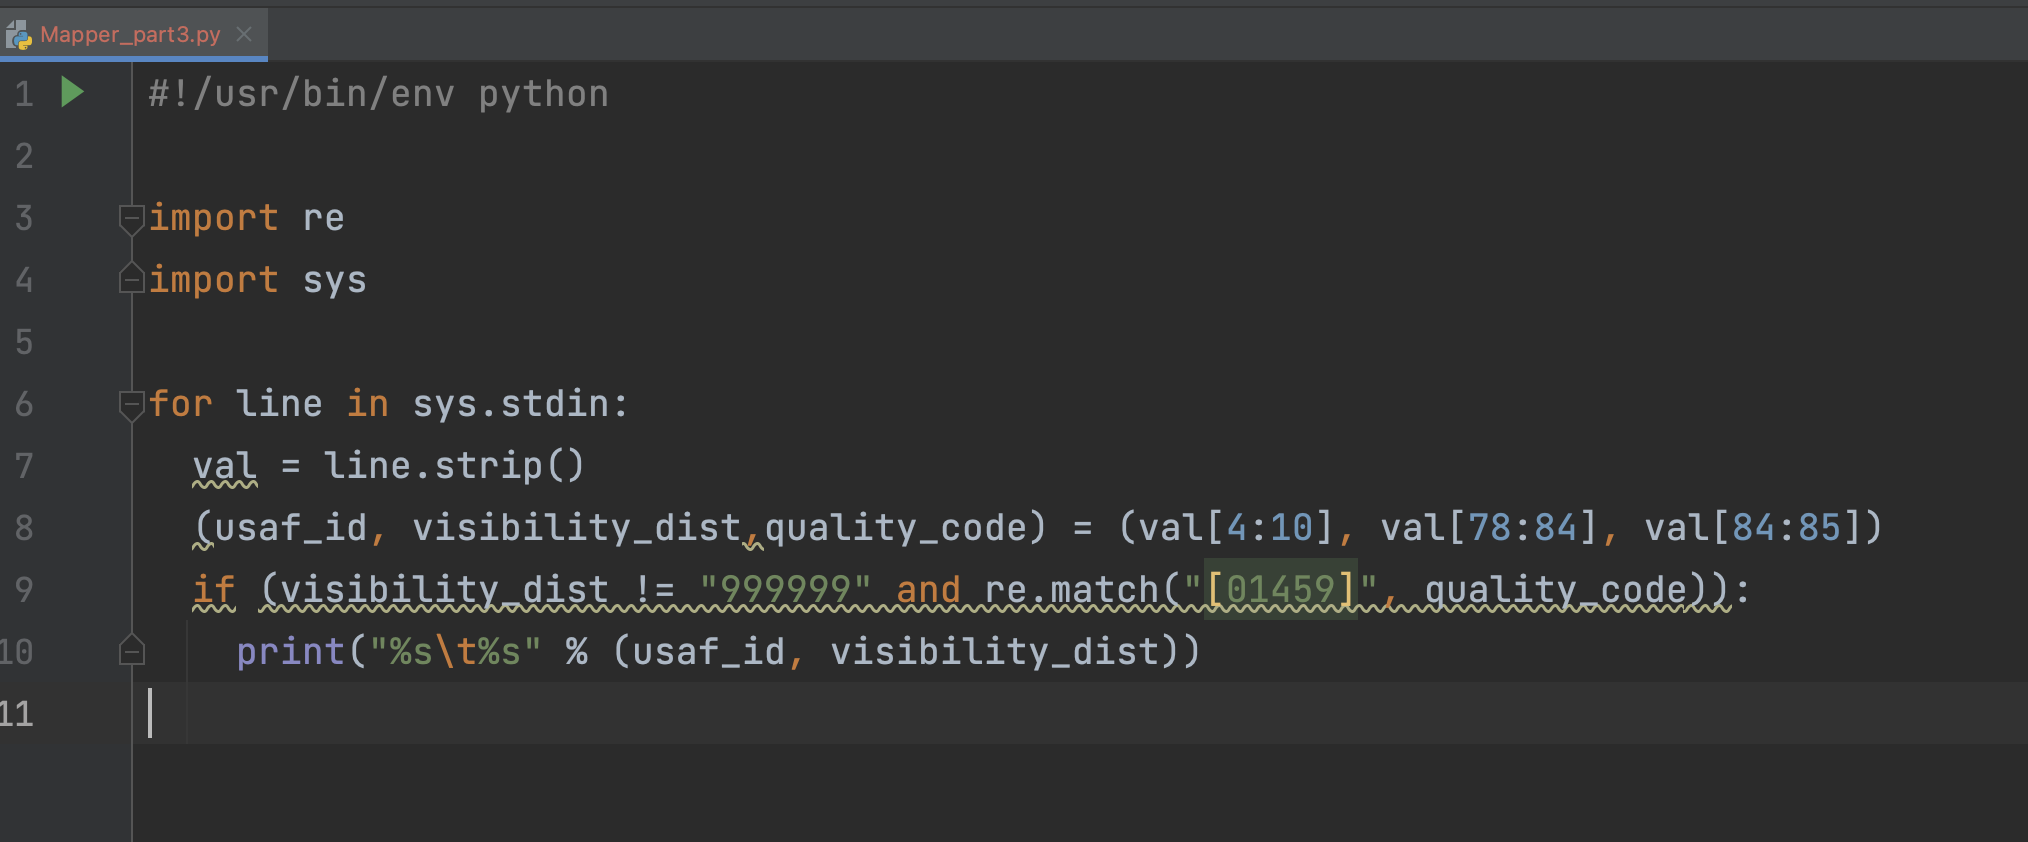 Mapper_part3.py
1 #!/usr/bin/env python
2
3 import re
4 import sys
5
6 for line in sys.stdin:
7   val = line.strip()
8   (usaf_id, visibility_dist,quality_code) = (val[4:10], val[78:84], val[84:85])
9   if (visibility_dist != "999999" and re.match("[01459]", quality_code)):
10     print("%s\t%s" % (usaf_id, visibility_dist))
11